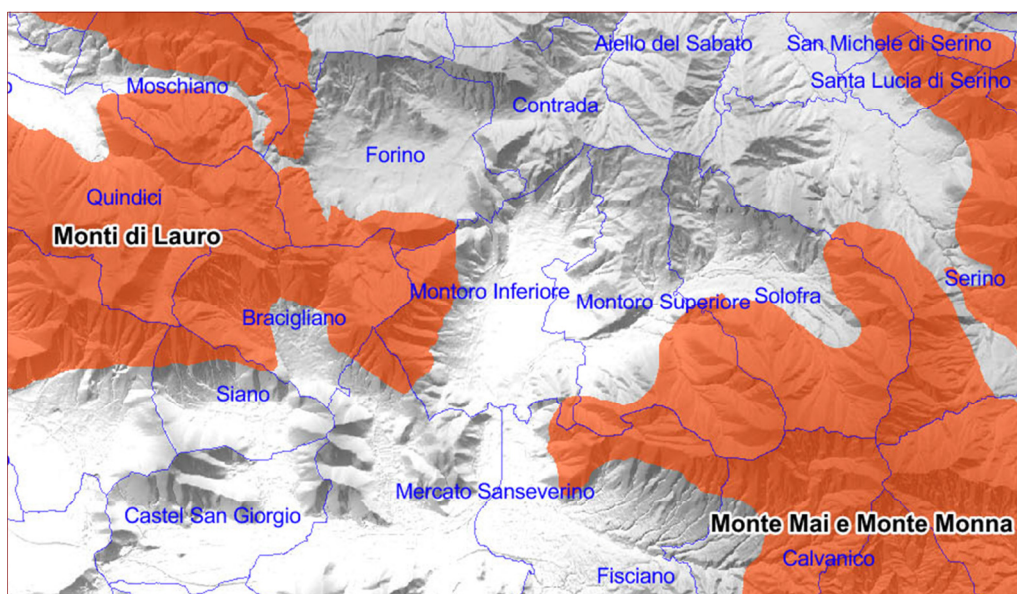 Aiello del Sabato
San Michele di Serino
Moschiano
Santa Lucia di Serino
Contrada
Forino
Quindici
Monti di Lauro
Serino
Montoro Inferiore
Montoro Superiore
Solofra
Bracigliano
Siano
Mercato Sanseverino
Castel San Giorgio
Monte Mai e Monte Monna
Calvanico
Fisciano